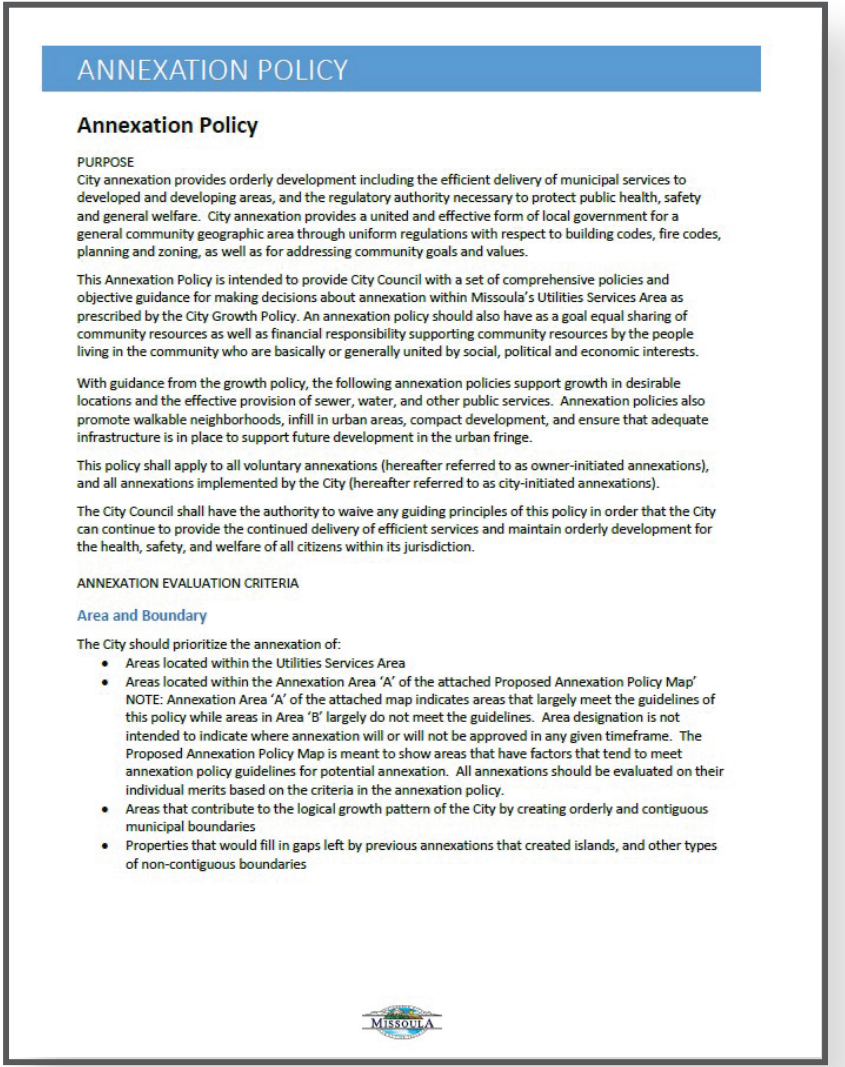 ANNEXATION POLICY
Annexation Policy
PURPOSE
City annexation provides orderly development including the efficient delivery of municipal services to
developed and developing areas, and the regulatory authority necessary to protect public health, safety
and general welfare.  City annexation provides a united and effective form of local government for a
general community geographic area through uniform regulations with respect to building codes, fire codes,
planning and zoning, as well as for addressing community goals and values.
This Annexation Policy is intended to provide City Council with a set of comprehensive policies and
objective guidance for making decisions about annexation within Missoula's Utilities Services Area as
prescribed by the City Growth Policy. An annexation policy should also have as a goal equal sharing of
community resources as well as financial responsibility supporting community resources by the people
living in the community who are basically or generally united by social, political and economic interests.
With guidance from the growth policy, the following annexation policies support growth in desirable
locations and the effective provision of sewer, water, and other public services.  Annexation policies also
promote walkable neighborhoods, infill in urban areas, compact development, and ensure that adequate
infrastructure is in place to support future development in the urban fringe.
This policy shall apply to all voluntary annexations (hereafter referred to as owner-initiated annexations),
and all annexations implemented by the City (hereafter referred to as city-initiated annexations).
The City Council shall have the authority to waive any guiding principles of this policy in order that the City
can continue to provide the continued delivery of efficient services and maintain orderly development for
the health, safety, and welfare of all citizens within its jurisdiction.
ANNEXATION EVALUATION CRITERIA
Area and Boundary
The City should prioritize the annexation of:
• Areas located within the Utilities Services Area
• Areas located within the Annexation Area 'A' of the attached Proposed Annexation Policy Map'
NOTE: Annexation Area 'A' of the attached map indicates areas that largely meet the guidelines of
this policy while areas in Area 'B' largely do not meet the guidelines.  Area designation is not
intended to indicate where annexation will or will not be approved in any given timeframe.  The
Proposed Annexation Policy Map is meant to show areas that have factors that tend to meet
annexation policy guidelines for potential annexation.  All annexations should be evaluated on their
individual merits based on the criteria in the annexation policy.
• Areas that contribute to the logical growth pattern of the City by creating orderly and contiguous
municipal boundaries
• Properties that would fill in gaps left by previous annexations that created islands, and other types
of non-contiguous boundaries
MISSOULA